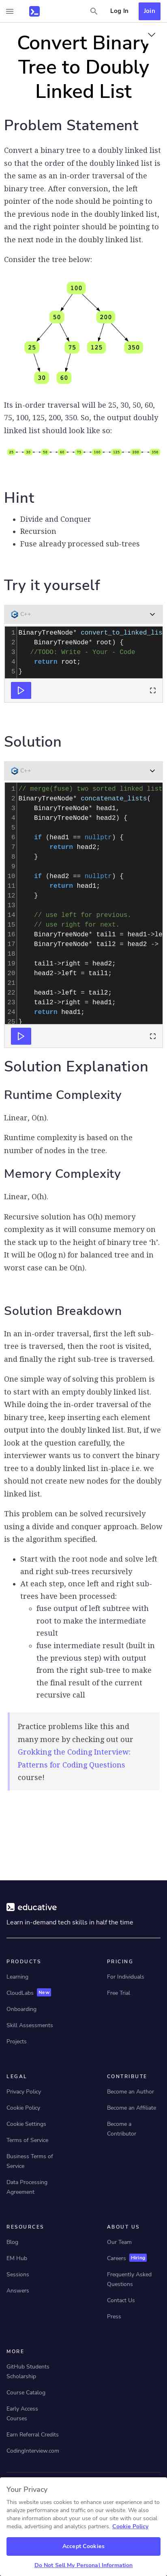 Log In
Join
Convert Binary
Tree to Doubly
Linked List
Problem Statement
Convert a binary tree to a doubly linked list
so that the order of the doubly linked list is
the same as an in-order traversal of the
tree. After conversion, the left
pointer of the node should be pointing to
the previous node in the doubly linked list,
and the right pointer should be pointing to
the next node in the doubly linked list.
Consider the tree below:
100
50
200
25
75
125
350
30
60
Its in-order traversal will be 25, 30, 50, 60,
75, 100, 125, 200, 350. So, the output doubly
linked list should look like so:
25 30 50 60 75 100 125 200 350
Hint
Divide and Conquer
Recursion
Fuse already processed sub-trees
Try it yourself
C++
1 BinaryTreeNode* convert_to_linked_lis
2 BinaryTreeNode* root) {
3 //TODO: Write - Your - Code
4 return root;
5 }
Solution
C++
1 // merge(fuse) two sorted linked list
2 BinaryTreeNode* concatenate_lists(
3 BinaryTreeNode* head1,
4 BinaryTreeNode* head2) {
5
6 if (head1 == nullptr) {
7 return head2;
8 }
9
10 if (head2 == nullptr) {
11 return head1;
12 }
13
14 // use left for previous.
15 // use right for next.
16 BinaryTreeNode* tail1 = head1->le
17 BinaryTreeNode* tail2 = head2 ->
18
19 tail1->right = head2;
20 head2->left = tail1;
21
22 head1->left = tail2;
23 tail2->right = head1;
24 return head1;
25 }
Solution Explanation
Runtime Complexity
Linear, O(n).
Runtime complexity is based on the
number of nodes in the tree.
Memory Complexity
Linear, O(h).
Recursive solution has O(h) memory
complexity as it will consume memory on
the stack up to the height of binary tree ‘h’.
It will be O(log n) for balanced tree and in
worst case can be O(n).
Solution Breakdown
In an in-order traversal, first the left sub-
tree is traversed, then the root is visited,
and finally the right sub-tree is traversed.
One simple way of solving this problem is
to start with an empty doubly linked list.
While doing the in-order traversal of the
binary tree, keep inserting each element
output into the doubly linked list. But, if we
look at the question carefully, the
interviewer wants us to convert the binary
tree to a doubly linked list in-place i.e. we
should not create new nodes for the doubly
linked list.
This problem can be solved recursively
using a divide and conquer approach. Below
is the algorithm specified.
Start with the root node and solve left
and right sub-trees recursively
At each step, once left and right sub-
trees have been processed:
fuse output of left subtree with
root to make the intermediate
result
fuse intermediate result (built in
the previous step) with output
from the right sub-tree to make
the final result of the current
recursive call
Practice problems like this and
many more by checking out our
Grokking the Coding Interview:
Patterns for Coding Questions
course!
educative
Learn in-demand tech skills in half the time
PRODUCTS
Learning
CloudLabs New
Onboarding
Skill Assessments
Projects
PRICING
For Individuals
Free Trial
LEGAL
Privacy Policy
Cookie Policy
Cookie Settings
Terms of Service
Business Terms of
Service
Data Processing
Agreement
CONTRIBUTE
Become an Author
Become an Affiliate
Become a
Contributor
RESOURCES
Blog
EM Hub
Sessions
Answers
ABOUT US
Our Team
Careers Hiring
Frequently Asked
Questions
Contact Us
Press
MORE
GitHub Students
Scholarship
Course Catalog
Early Access
Courses
Earn Referral Credits
CodingInterview.com
Your Privacy
We uses cookies to enhance user experience and to
analyze performance and traffic on our website. We also
share information about your use of our site with our social
media, advertising and analytics partners. Cookie Policy
Accept Cookies
Do Not Sell My Personal Information